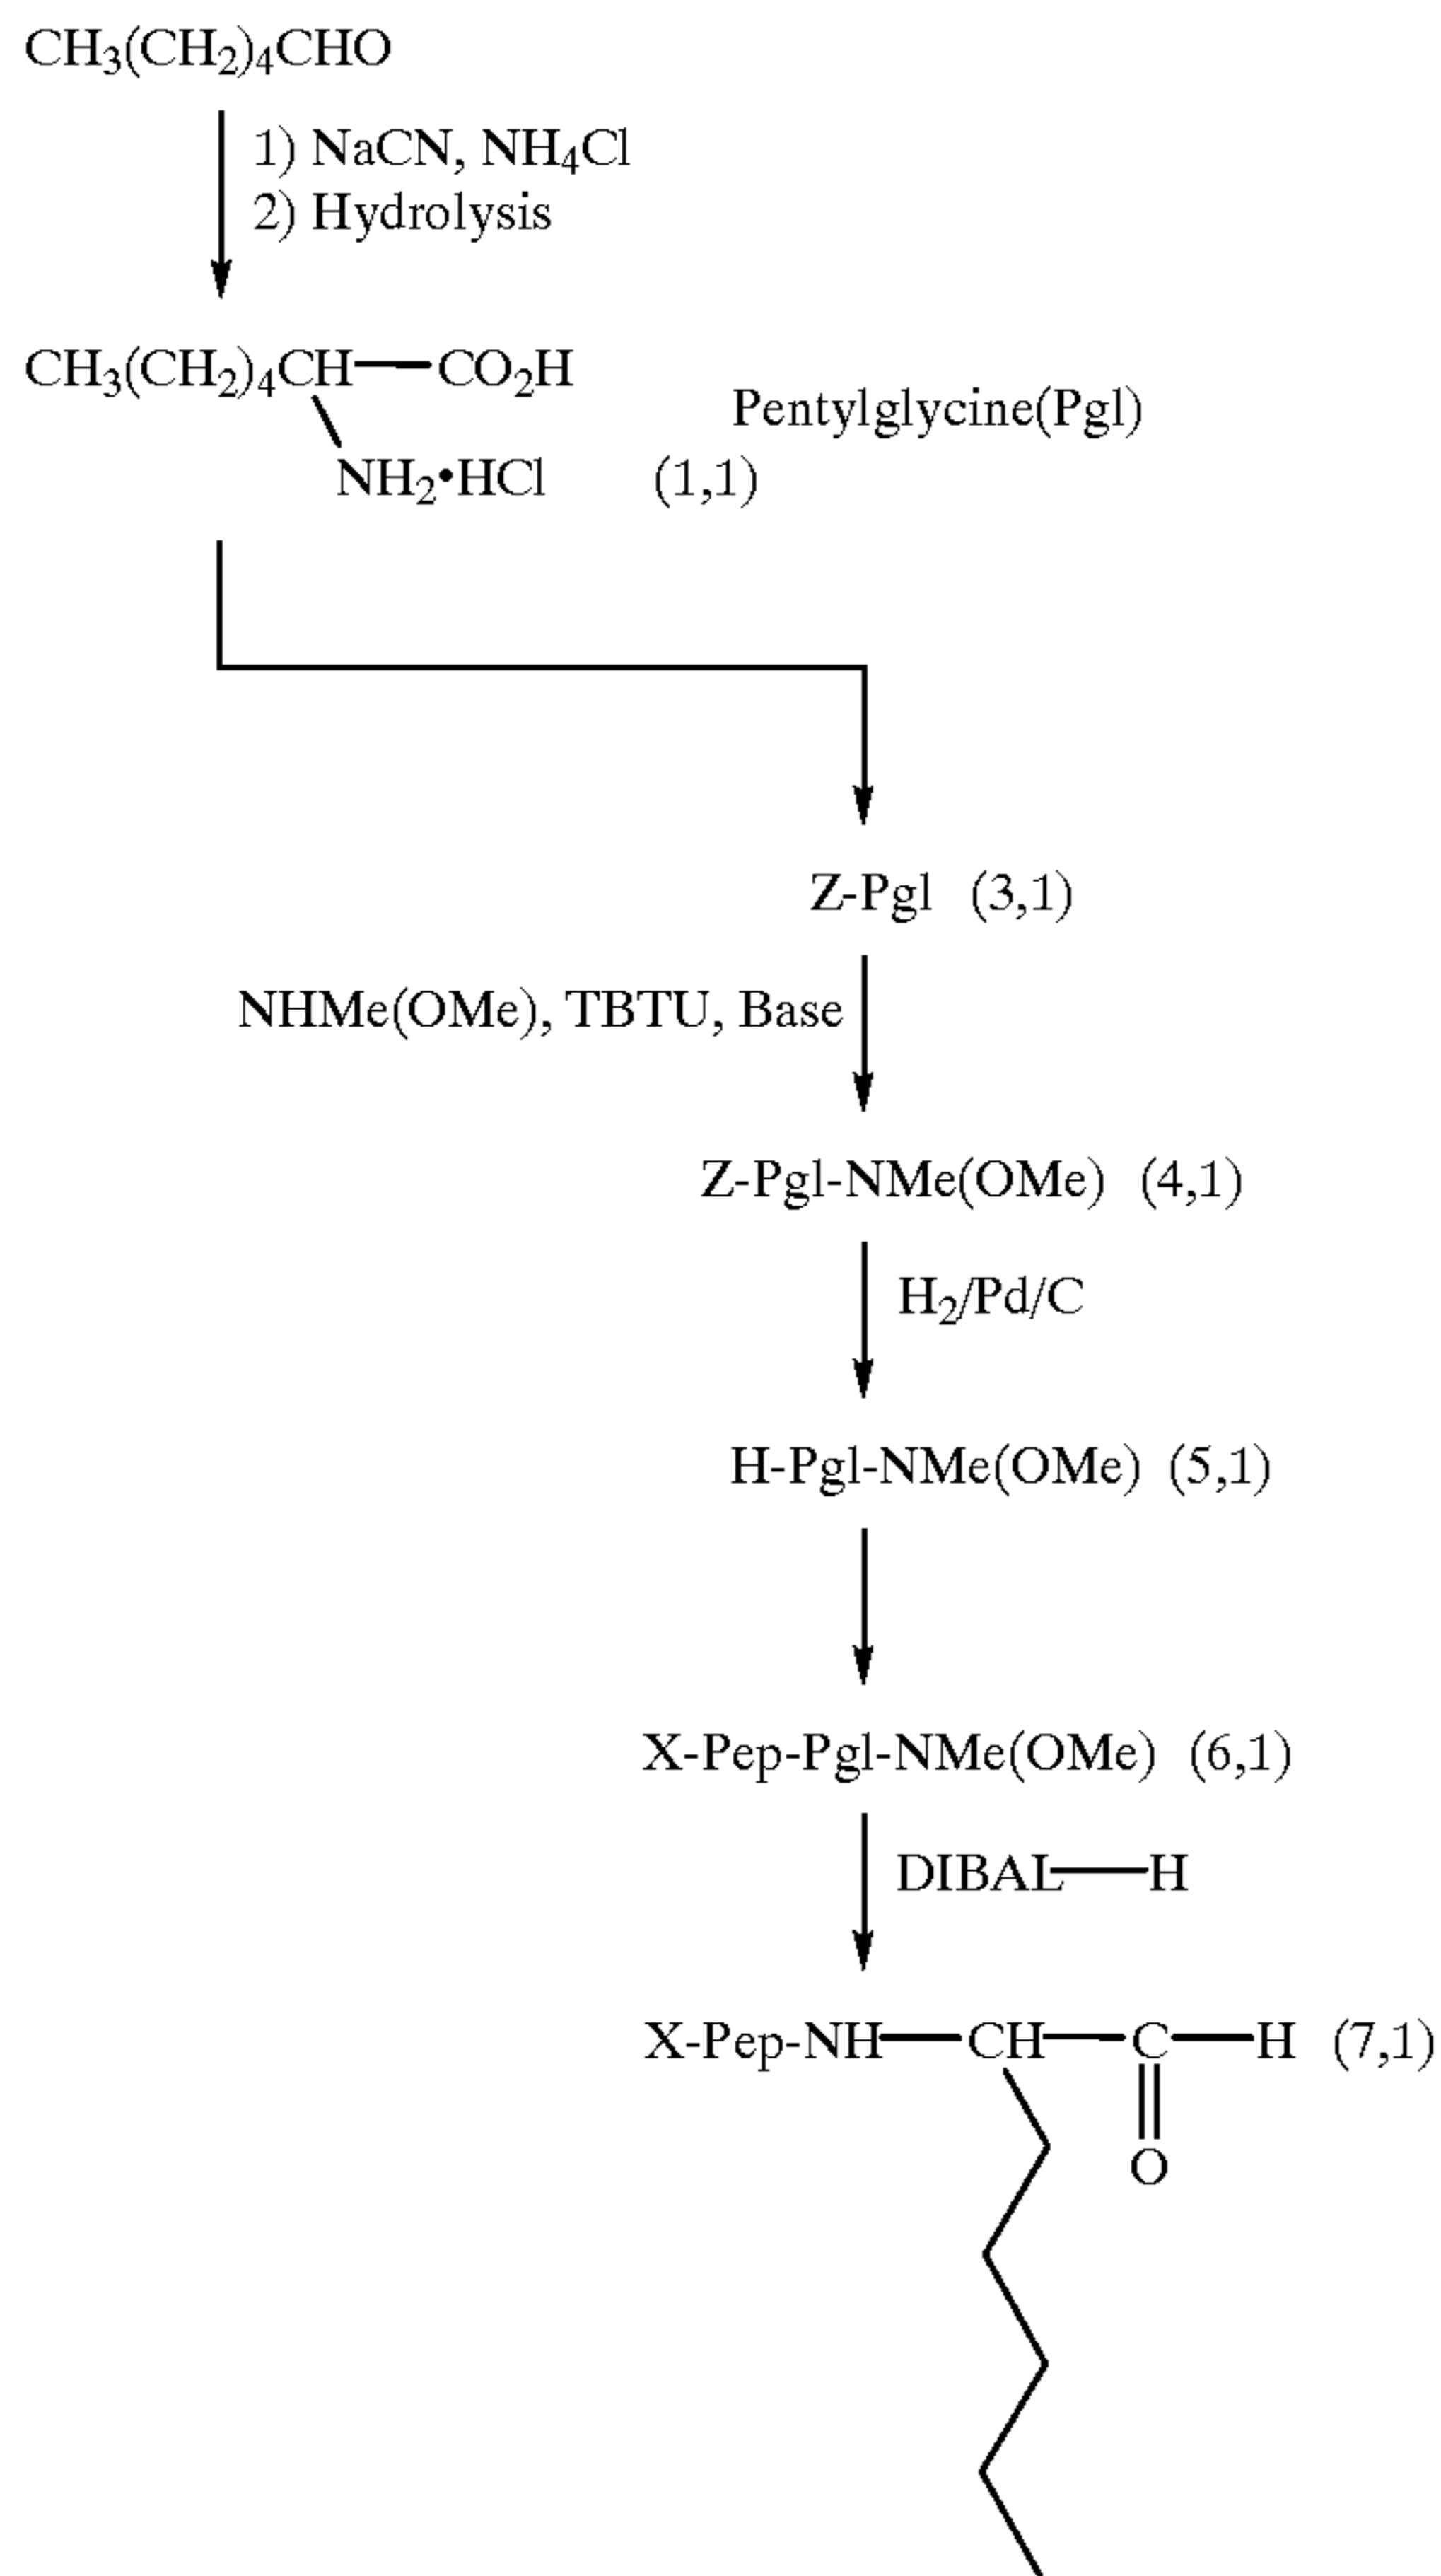 CH₃(CH₂)₄CHO
1) NaCN, NH₄Cl
2) Hydrolysis
CH₃(CH₂)₄CH—CO₂H
Pentylglycine(Pgl)
NH₂•HCl (1,1)
Z-Pgl (3,1)
NHMe(OMe), TBTU, Base
Z-Pgl-NMe(OMe) (4,1)
H₂/Pd/C
H-Pgl-NMe(OMe) (5,1)
X-Pep-Pgl-NMe(OMe) (6,1)
DIBAL—H
X-Pep-NH—CH—C—H (7,1)
O